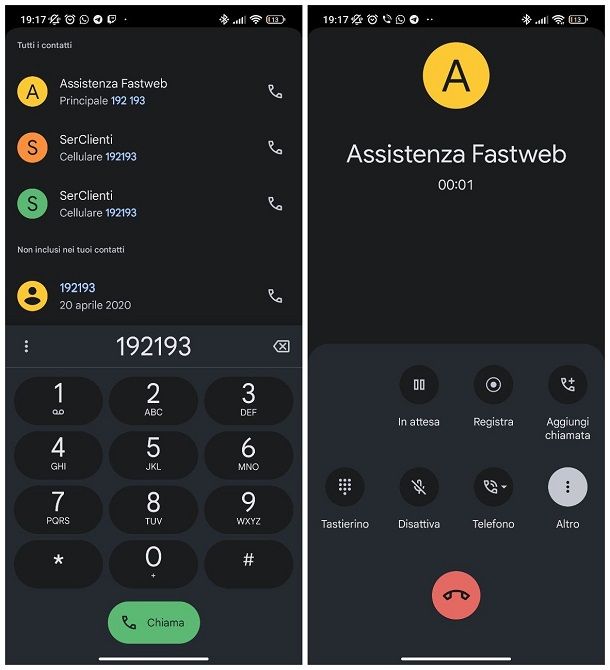 19:17
13
Tutti i contatti
A
Assistenza Fastweb
Principale 192 193
S
SerClienti
Cellulare 192193
S
SerClienti
Cellulare 192193
Non inclusi nei tuoi contatti
192193
20 aprile 2020
192193
1
2
ABC
3
DEF
4
GHI
5
JKL
6
MNO
7
PQRS
8
TUV
9
WXYZ
*
0
+
#
Chiama
19:17
13
A
Assistenza Fastweb
00:01
In attesa
Registra
Aggiungi
chiamata
Tastierino
Disattiva
Telefono
Altro